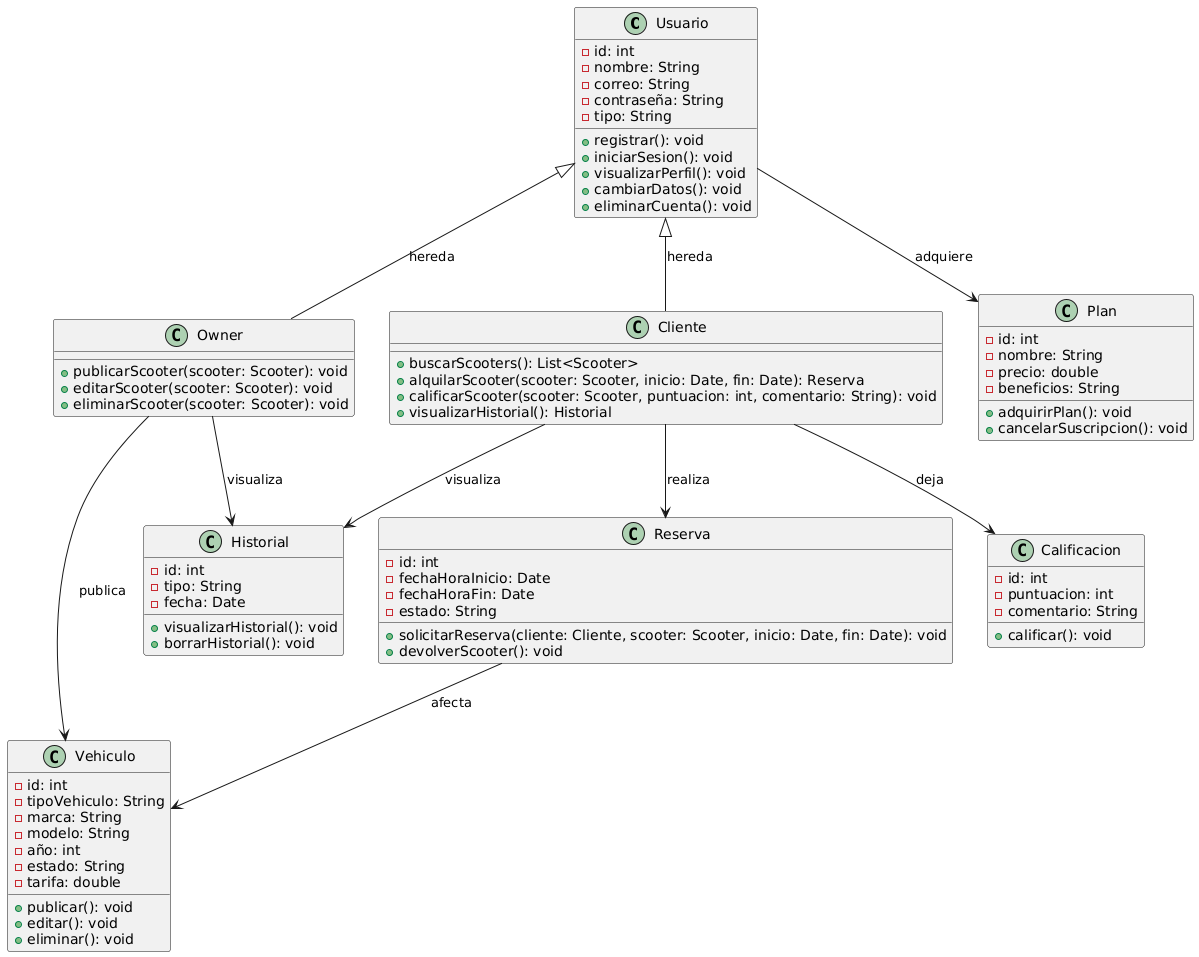 C Usuario
id: int
nombre: String
correo: String
contraseña: String
tipo: String
registrar(): void
iniciarSesion(): void
visualizarPerfil(): void
cambiarDatos(): void
eliminarCuenta(): void
hereda
hereda
adquiere
C Owner
publicarScooter(scooter: Scooter): void
editarScooter(scooter: Scooter): void
eliminarScooter(scooter: Scooter): void
C Cliente
buscarScooters(): List<Scooter>
alquilarScooter(scooter: Scooter, inicio: Date, fin: Date): Reserva
calificarScooter(scooter: Scooter, puntuacion: int, comentario: String): void
visualizarHistorial(): Historial
C Plan
id: int
nombre: String
precio: double
beneficios: String
adquirirPlan(): void
cancelarSuscripcion(): void
visualiza
visualiza
realiza
deja
publica
C Historial
id: int
tipo: String
fecha: Date
visualizarHistorial(): void
borrarHistorial(): void
C Reserva
id: int
fechaHoraInicio: Date
fechaHoraFin: Date
estado: String
solicitarReserva(cliente: Cliente, scooter: Scooter, inicio: Date, fin: Date): void
devolverScooter(): void
C Calificacion
id: int
puntuacion: int
comentario: String
calificar(): void
afecta
C Vehiculo
id: int
tipoVehiculo: String
marca: String
modelo: String
año: int
estado: String
tarifa: double
publicar(): void
editar(): void
eliminar(): void